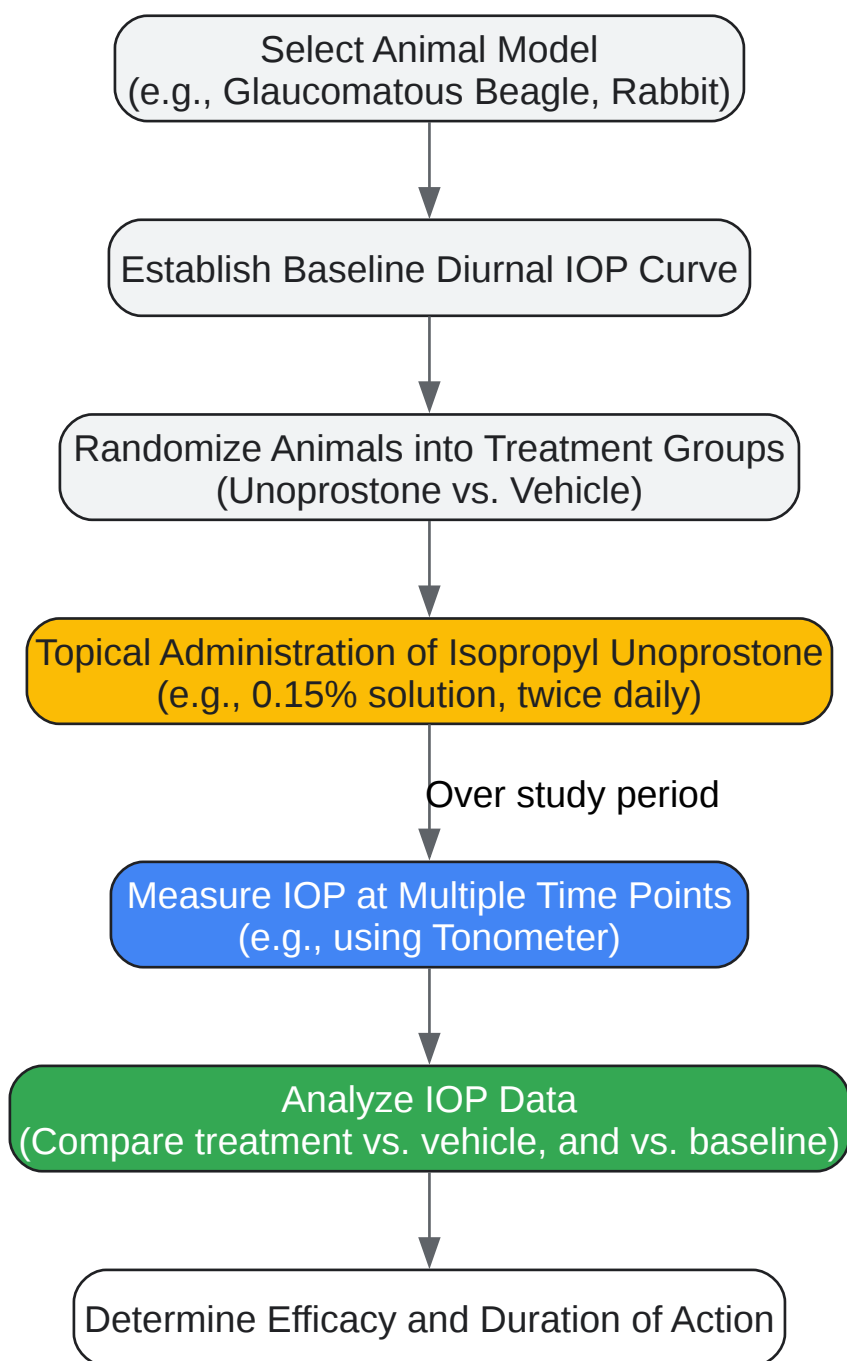 Select Animal Model
(e.g., Glaucomatous Beagle, Rabbit)
Establish Baseline Diurnal IOP Curve
Randomize Animals into Treatment Groups
(Unoprostone vs. Vehicle)
Topical Administration of Isopropyl Unoprostone
(e.g., 0.15% solution, twice daily)
Over study period
Measure IOP at Multiple Time Points
(e.g., using Tonometer)
Analyze IOP Data
(Compare treatment vs. vehicle, and vs. baseline)
Determine Efficacy and Duration of Action